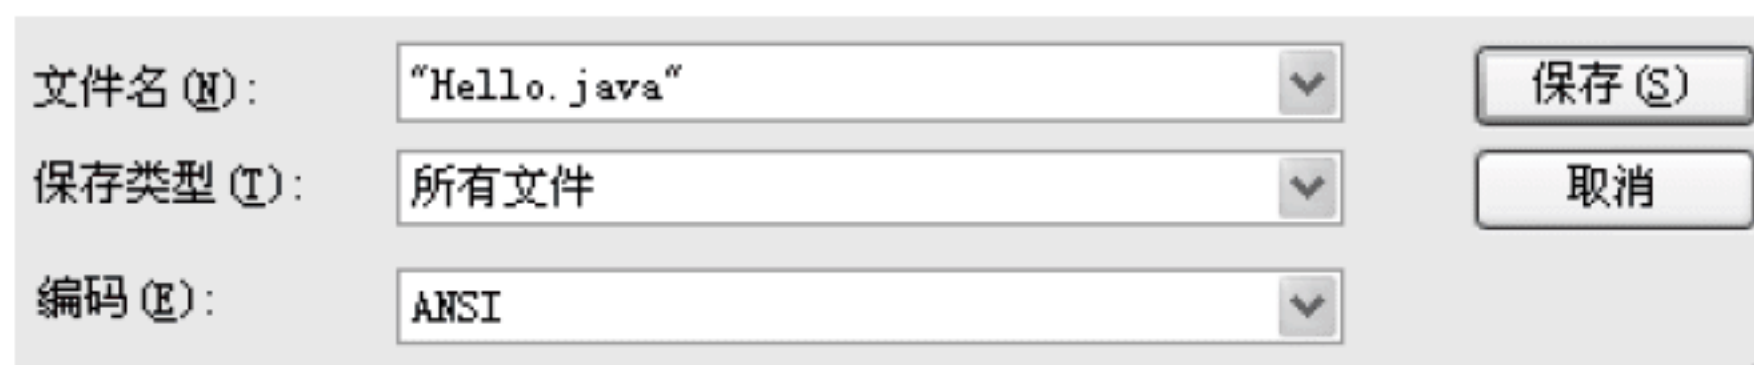 文件名(N): "Hello.java" 保存(S)
保存类型(T): 所有文件 取消
编码(E): ANSI